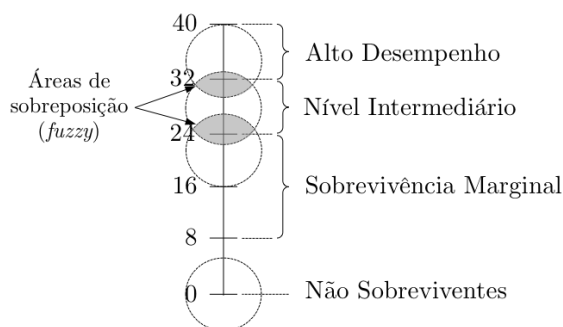 40
Alto Desempenho
Áreas de
sobreposição
(fuzzy)
32
Nível Intermediário
24
16
Sobrevivência Marginal
8
0
Não Sobreviventes